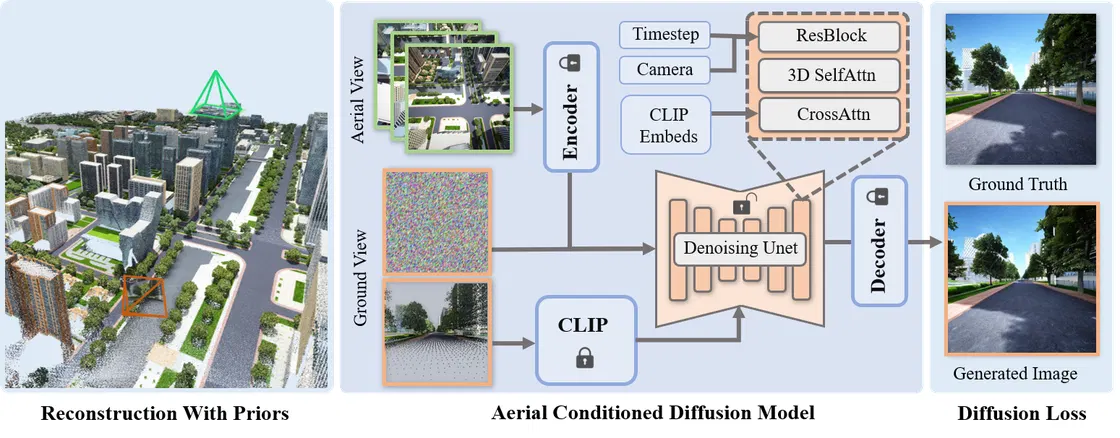 Aerial View
Ground View
Encoder
Timestep
Camera
CLIP
Embeds
ResBlock
3D SelfAttn
CrossAttn
Denoising Unet
CLIP
Decoder
Ground Truth
Generated Image
Reconstruction With Priors
Aerial Conditioned Diffusion Model
Diffusion Loss